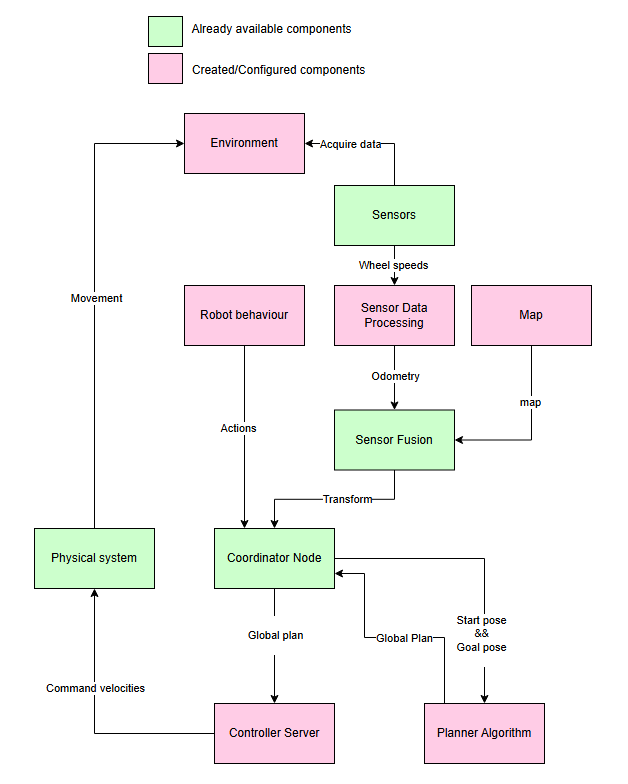 Already available components
Created/Configured components
Environment
Acquire data
Sensors
Wheel speeds
Movement
Robot behaviour
Sensor Data
Processing
Map
Odometry
map
Actions
Sensor Fusion
Transform
Physical system
Coordinator Node
Start pose
&&
Goal pose
Global plan
Global Plan
Command velocities
Controller Server
Planner Algorithm